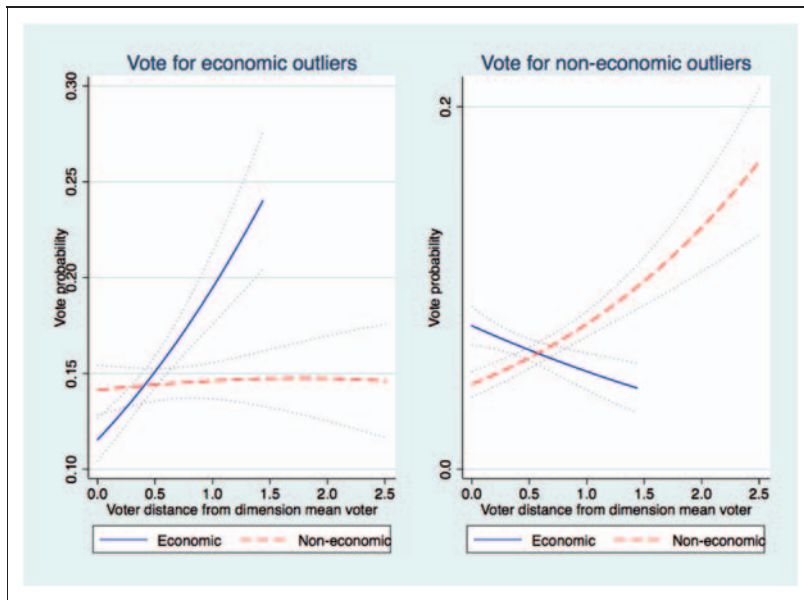 Vote for economic outliers
Vote probability
0.30
0.25
0.20
0.15
0.10
0.0 0.5 1.0 1.5 2.0 2.5
Voter distance from dimension mean voter
Economic Non-economic
Vote for non-economic outliers
Vote probability
0.2
0.0
0.0 0.5 1.0 1.5 2.0 2.5
Voter distance from dimension mean voter
Economic Non-economic